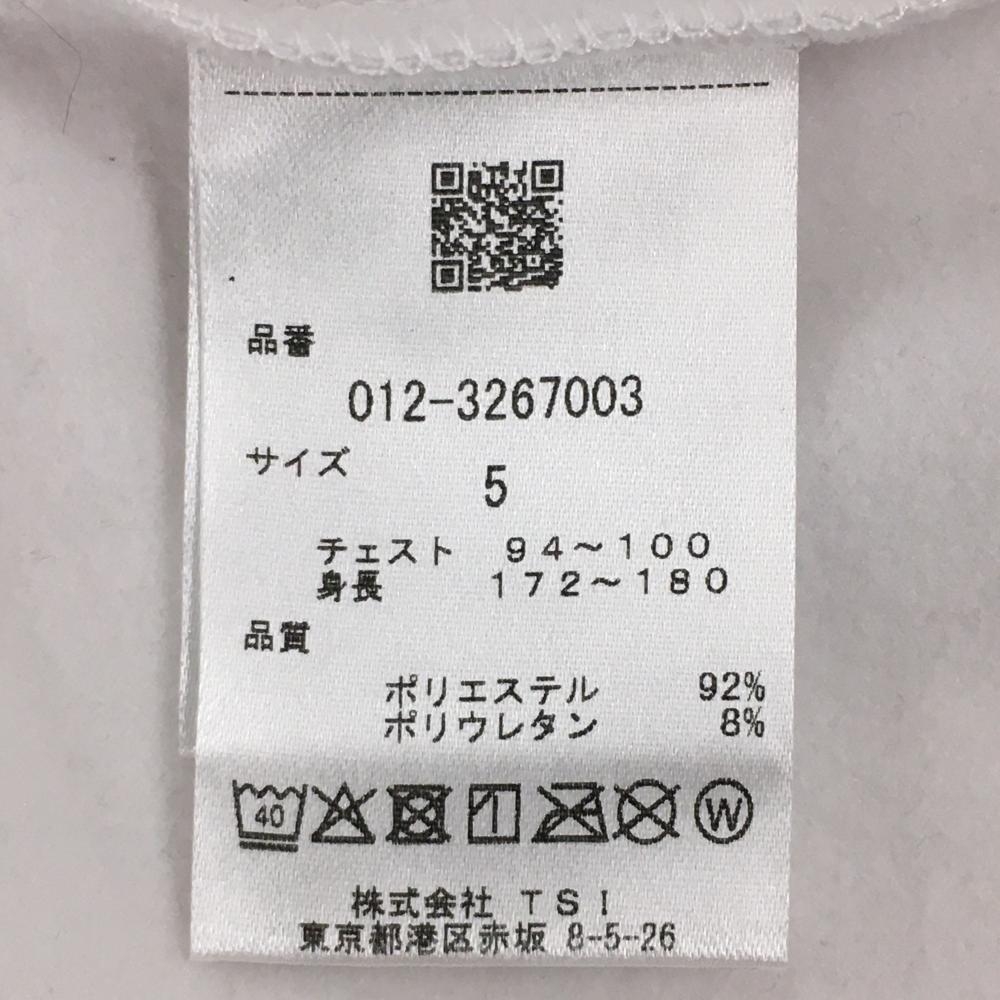 品番
012-3267003
サイズ
5
チェスト 94~100
身長 172~180
品質
ポリエステル 92%
ポリウレタン 8%
40 W
株式会社 TSI
東京都港区赤坂 8-5-26